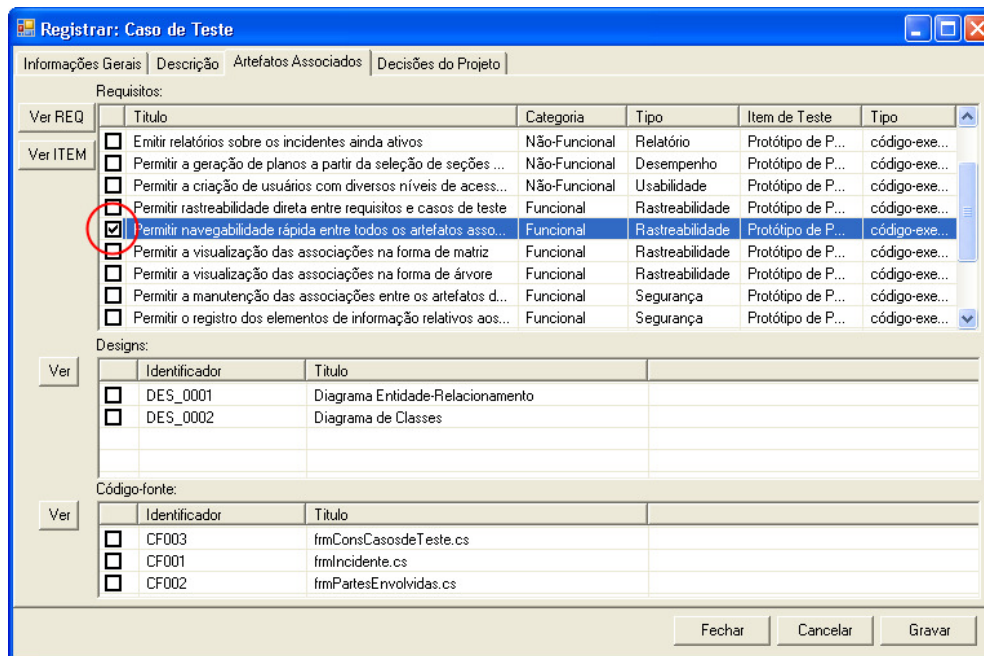 Registrar: Caso de Teste
Informações Gerais Descrição Artefatos Associados Decisões do Projeto
Requisitos:
Ver REQ
Ver ITEM
Titulo Categoria Tipo Item de Teste Tipo
Emitir relatórios sobre os incidentes ainda ativos Não-Funcional Relatório Protótipo de P... código-exe...
Permitir a geração de planos a partir da seleção de seções ... Não-Funcional Desempenho Protótipo de P... código-exe...
Permitir a criação de usuários com diversos níveis de acess... Não-Funcional Usabilidade Protótipo de P... código-exe...
Permitir rastreabilidade direta entre requisitos e casos de teste Funcional Rastreabilidade Protótipo de P... código-exe...
Permitir navegabilidade rápida entre todos os artefatos asso... Funcional Rastreabilidade Protótipo de P... código-exe...
Permitir a visualização das associações na forma de matriz Funcional Rastreabilidade Protótipo de P... código-exe...
Permitir a visualização das associações na forma de árvore Funcional Rastreabilidade Protótipo de P... código-exe...
Permitir a manutenção das associações entre os artefatos d... Funcional Segurança Protótipo de P... código-exe...
Permitir o registro dos elementos de informação relativos aos... Funcional Segurança Protótipo de P... código-exe...
Designs:
Ver
Identificador Titulo
DES_0001 Diagrama Entidade-Relacionamento
DES_0002 Diagrama de Classes
Código-fonte:
Ver
Identificador Titulo
CF003 frmConsCasosdeTeste.cs
CF001 frmIncidente.cs
CF002 frmPartesEnvolvidas.cs
Fechar Cancelar Gravar